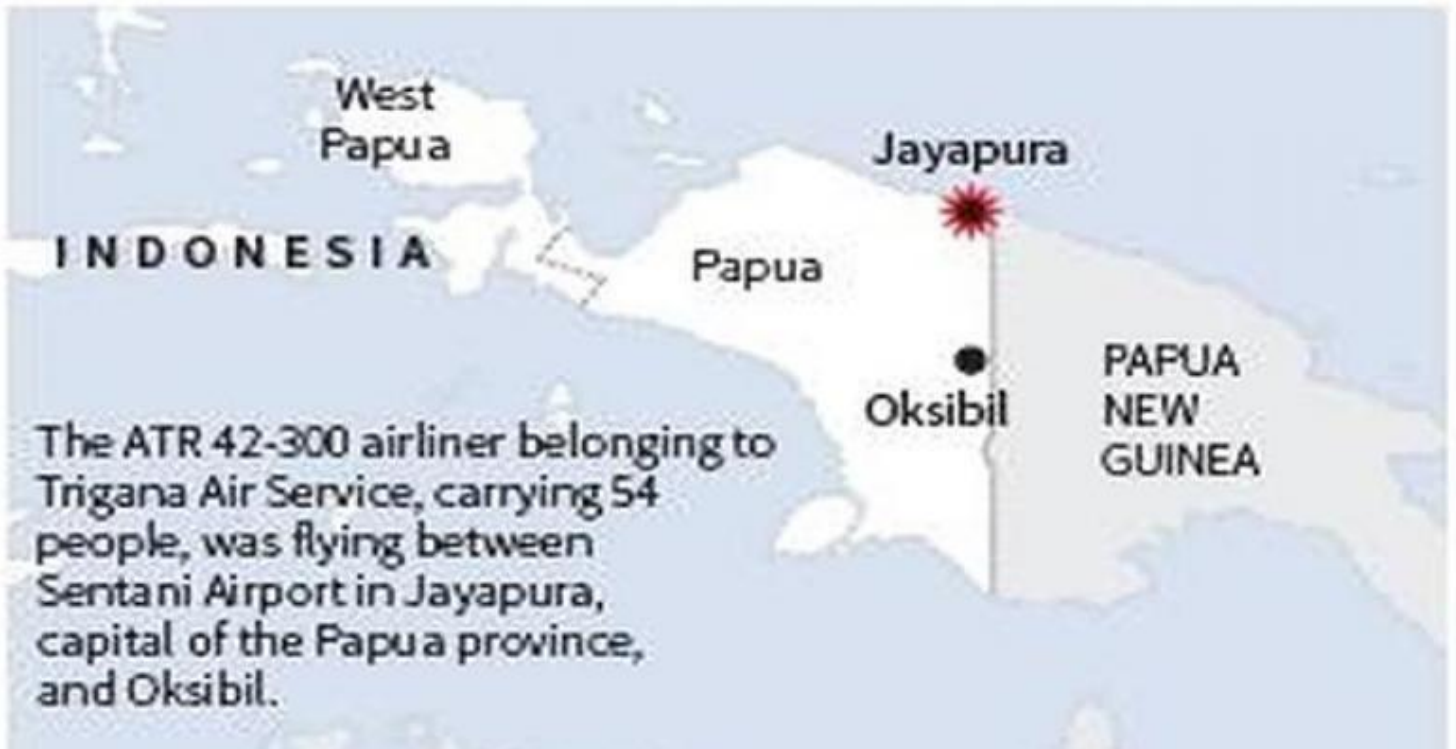 West
Papua
Jayapura
INDONESIA
Papua
Oksibil
PAPUA
NEW
GUINEA
The ATR 42-300 airliner belonging to
Trigana Air Service, carrying 54
people, was flying between
Sentani Airport in Jayapura,
capital of the Papua province,
and Oksibil.